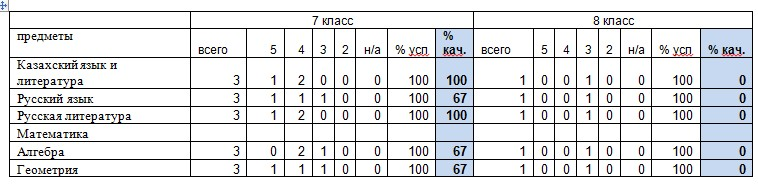 7 класс 8 класс
предметы всего 5 4 3 2 н/а % усп % кач. всего 5 4 3 2 н/а % усп % кач.
Казахский язык и
литература 3 1 2 0 0 0 100 100 1 0 0 1 0 0 100 0
Русский язык 3 1 1 1 0 0 100 67 1 0 0 1 0 0 100 0
Русская литература 3 1 2 0 0 0 100 100 1 0 0 1 0 0 100 0
Математика
Алгебра 3 0 2 1 0 0 100 67 1 0 0 1 0 0 100 0
Геометрия 3 1 1 1 0 0 100 67 1 0 0 1 0 0 100 0